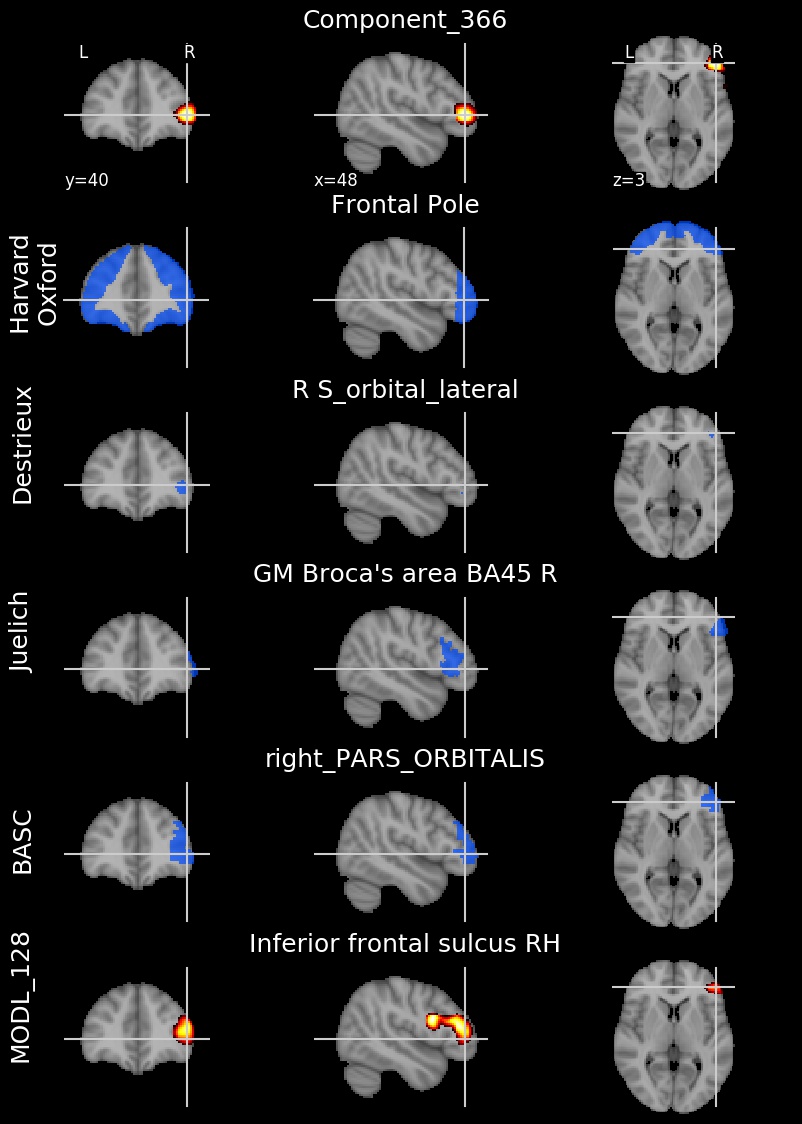 Component_366
L R
L R
y=40
x=48
z=3
Frontal Pole
Harvard
Oxford
R S_orbital_lateral
Destrieux
GM Broca's area BA45 R
Juelich
right_PARS_ORBITALIS
BASC
Inferior frontal sulcus RH
MODL_128